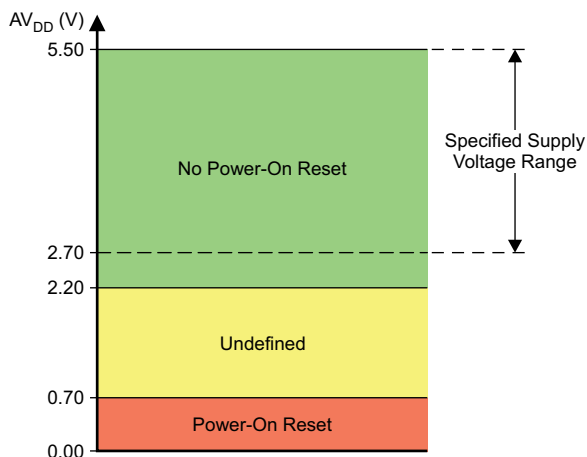 AVDD (V)
5.50
Specified Supply
Voltage Range
No Power-On Reset
2.70
2.20
Undefined
0.70
Power-On Reset
0.00